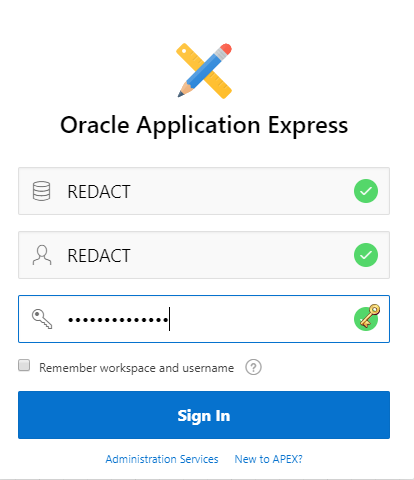 Oracle Application Express
REDACT
REDACT
••••••••••••••
Remember workspace and username ?
Sign In
Administration Services New to APEX?